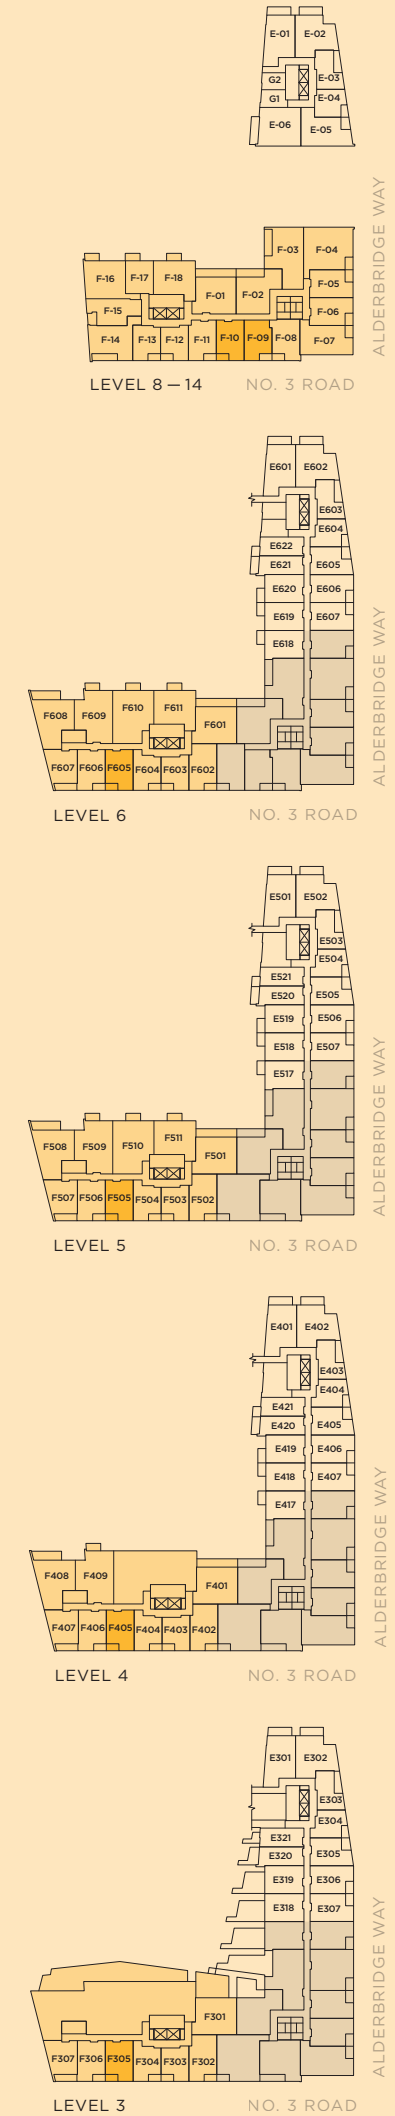 E-01 E-02
G2 E-03
G1 E-04
E-06 E-05
ALDERBRIDGE WAY
F-03 F-04
F-16 F-17 F-18 F-05
F-01 F-02
F-15 F-06
F-14 F-13 F-12 F-11 F-10 F-09 F-08 F-07
LEVEL 8 — 14 NO. 3 ROAD
E601 E602
E603
E604
E622
E621 E605
E620 E606
E619 E607
E618
ALDERBRIDGE WAY
F608 F609 F610 F611
F601
F607 F606 F605 F604 F603 F602
LEVEL 6 NO. 3 ROAD
E501 E502
E503
E504
E521
E520 E505
E519 E506
E518 E507
E517
ALDERBRIDGE WAY
F508 F509 F510 F511
F501
F507 F506 F505 F504 F503 F502
LEVEL 5 NO. 3 ROAD
E401 E402
E403
E404
E421
E420 E405
E419 E406
E418 E407
E417
ALDERBRIDGE WAY
F408 F409
F401
F407 F406 F405 F404 F403 F402
LEVEL 4 NO. 3 ROAD
E301 E302
E303
E304
E321
E320 E305
E319 E306
E318 E307
ALDERBRIDGE WAY
F301
F307 F306 F305 F304 F303 F302
LEVEL 3 NO. 3 ROAD